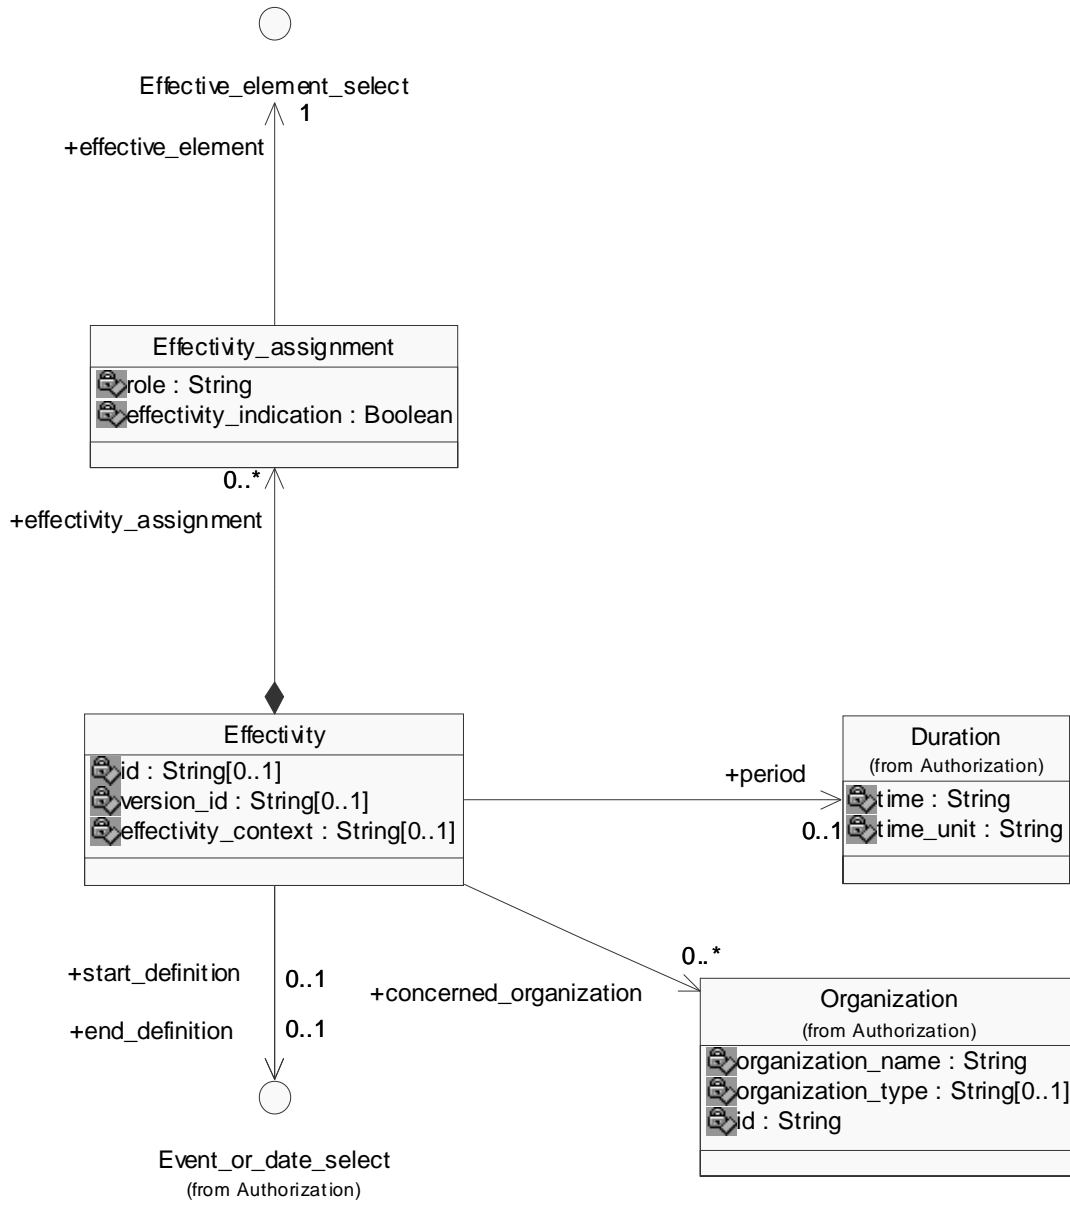 Effective_element_select
1
+effective_element
Effectivity_assignment
role : String
effectivity_indication : Boolean
0..*
+effectivity_assignment
Effectivity
id : String[0..1]
version_id : String[0..1]
effectivity_context : String[0..1]
+period
0..1
Duration
(from Authorization)
time : String
time_unit : String
+start_definition
0..1
+end_definition
0..1
+concerned_organization
0..*
Organization
(from Authorization)
organization_name : String
organization_type : String[0..1]
id : String
Event_or_date_select
(from Authorization)